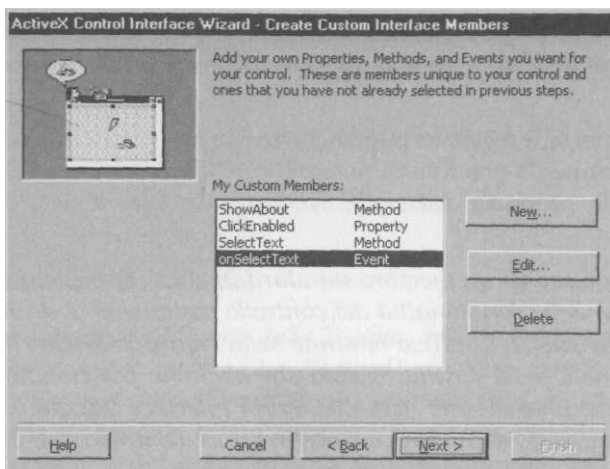 ActiveX Control Interface Wizard - Create Custom Interface Members
Add your own Properties, Methods, and Events you want for
your control. These are members unique to your control and
ones that you have not already selected in previous steps.
My Custom Members:
ShowAbout Method
ClickEnabled Property
SelectText Method
onSelectText Event
New...
Edit...
Delete
Help
Cancel
< Back
Next >
Finish